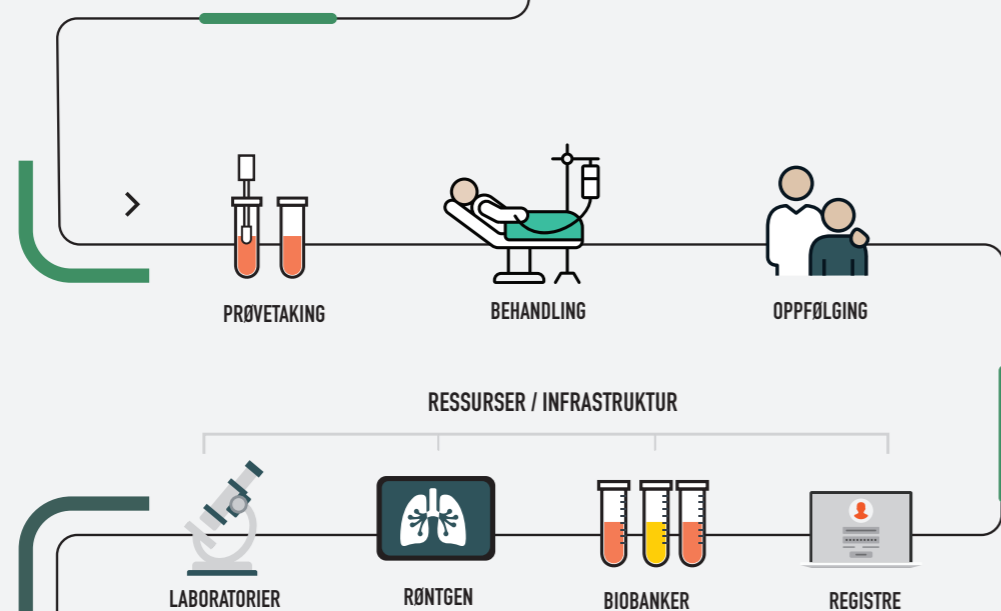 PRØVETAKING
BEHANDLING
OPPFØLGING
RESSURSER / INFRASTRUKTUR
LABORATORIER
RØNTGEN
BIOBANKER
REGISTRE